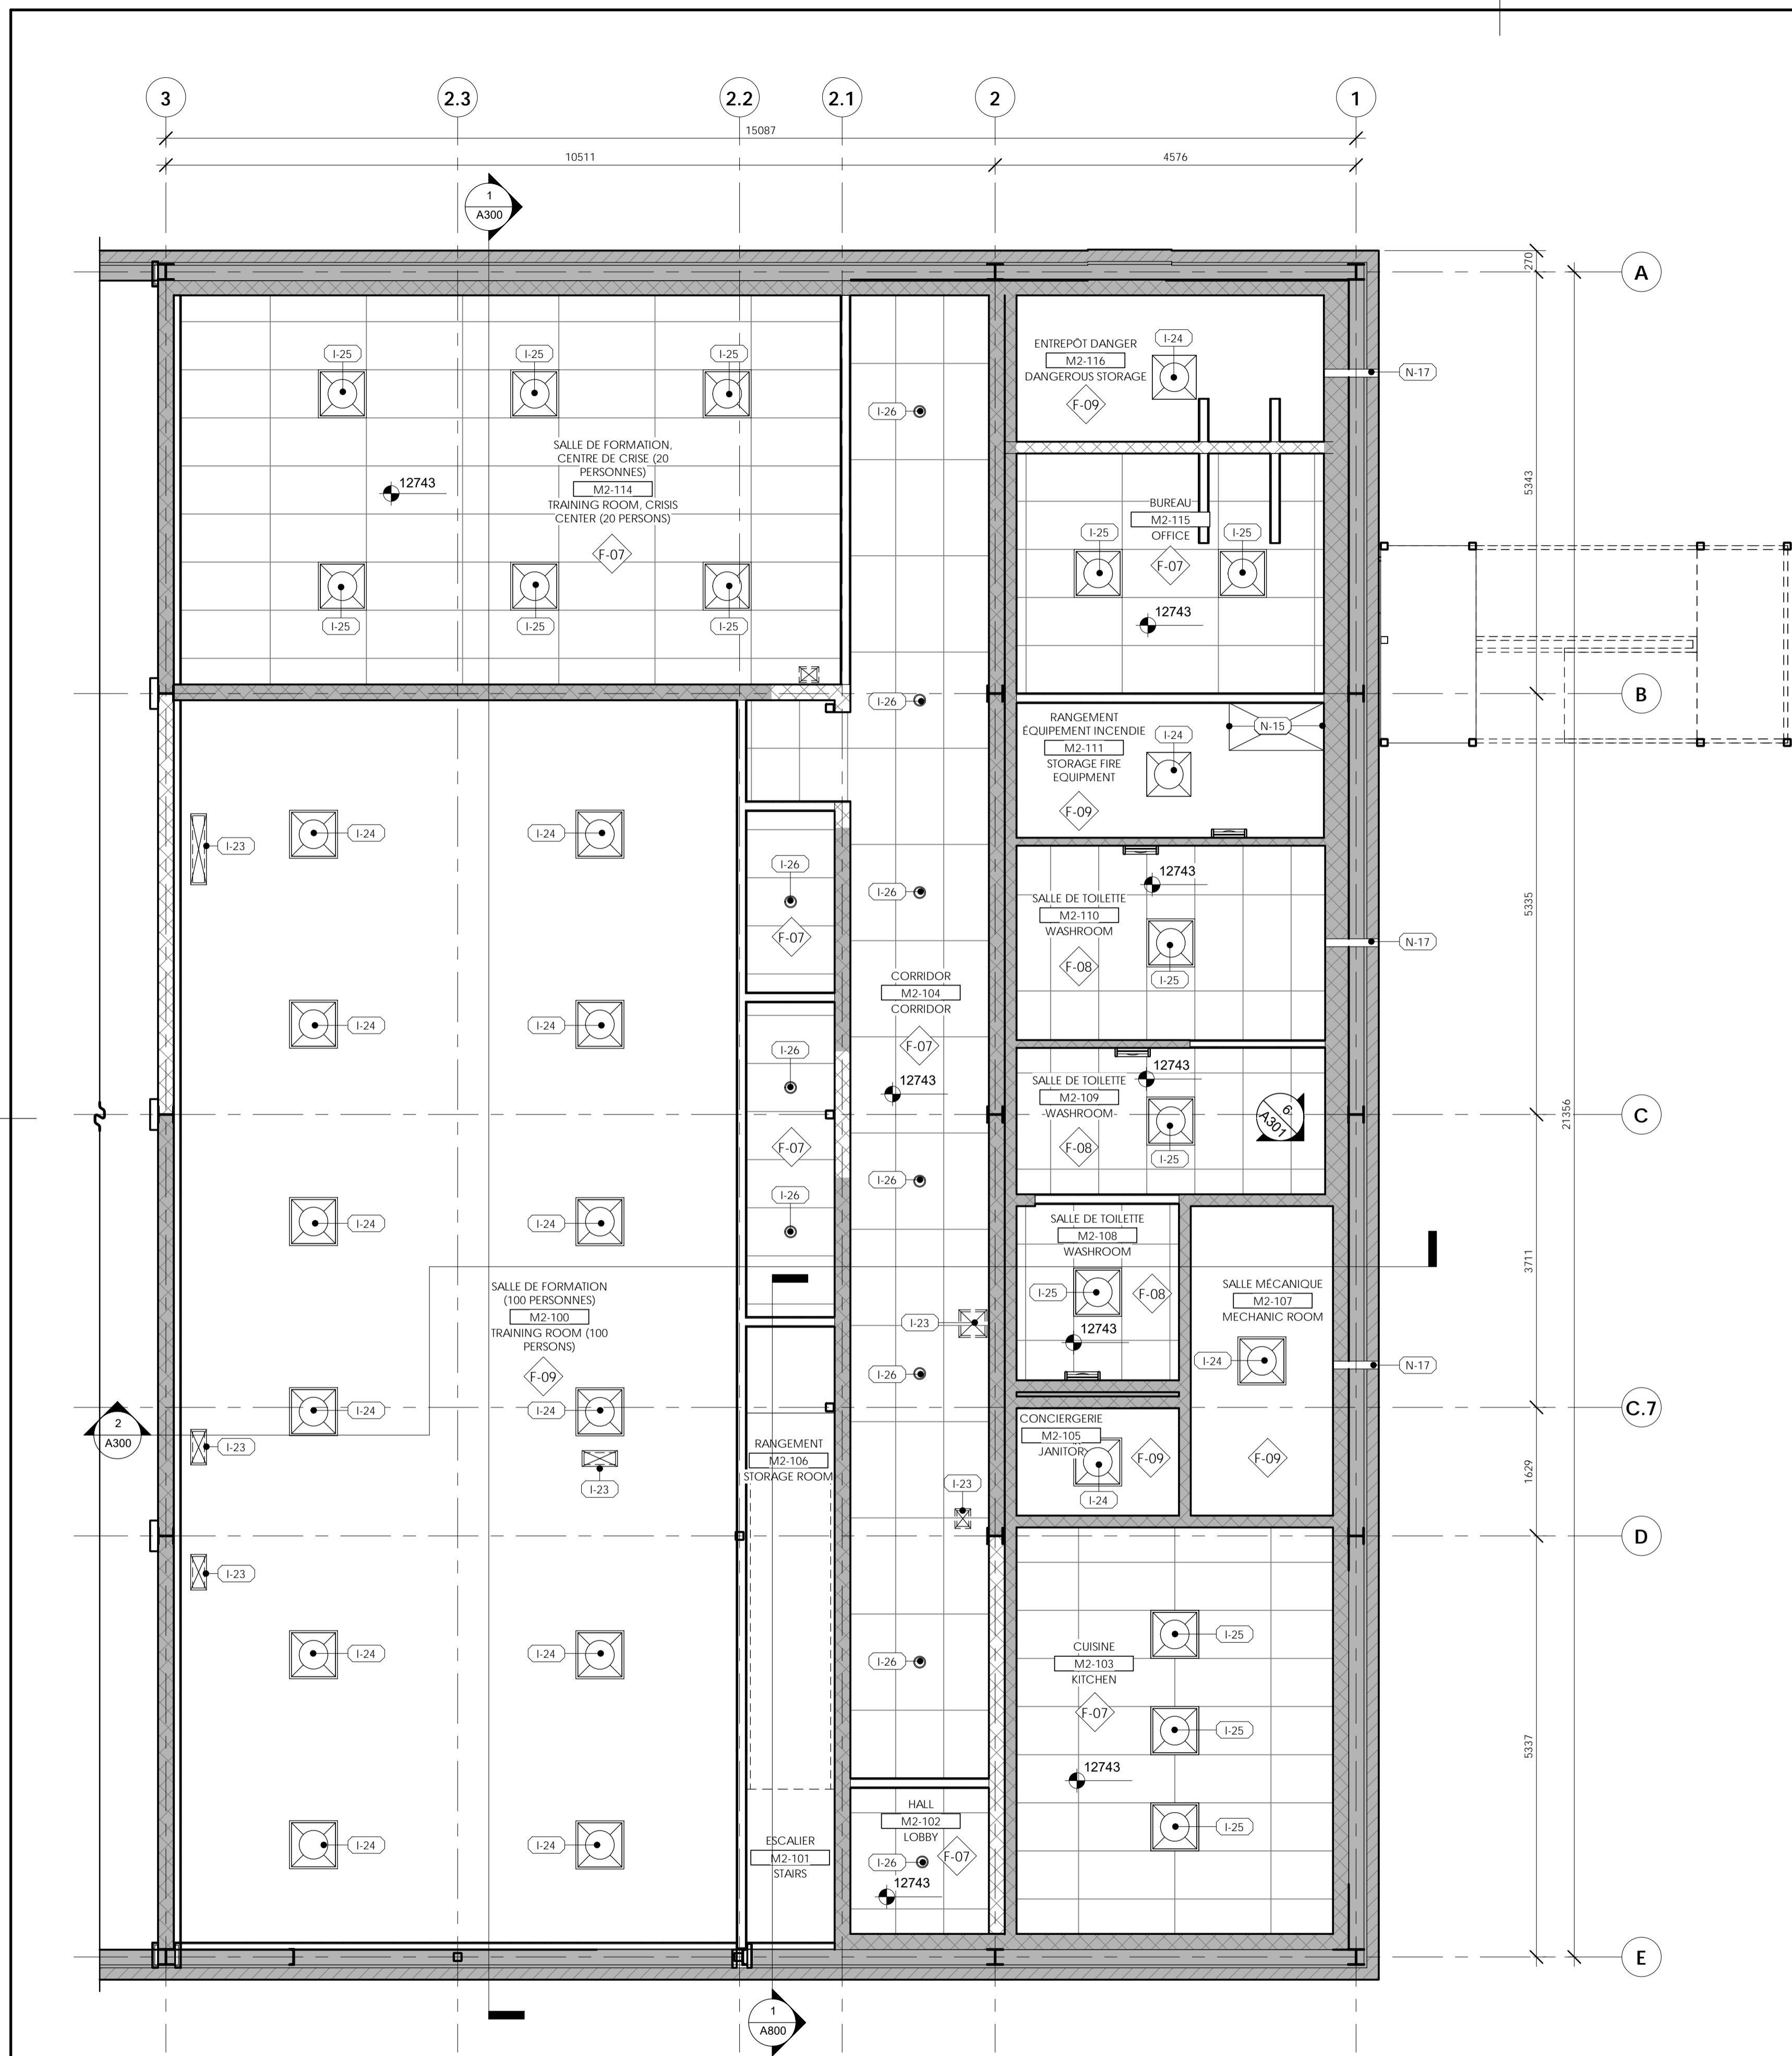 3
2.3
2.2
2.1
2
1
15087
10511
4576
1
A300
270
A
ENTREPÔT DANGER
M2-116
DANGEROUS STORAGE
F-09
I-24
N-17
I-25
I-25
I-25
SALLE DE FORMATION,
CENTRE DE CRISE (20
PERSONNES)
M2-114
TRAINING ROOM, CRISIS
CENTER (20 PERSONS)
F-07
12743
I-26
5343
BUREAU
M2-115
OFFICE
F-07
I-25
I-25
12743
I-25
I-25
I-25
I-26
B
RANGEMENT
ÉQUIPEMENT INCENDIE
M2-111
STORAGE FIRE
EQUIPMENT
F-09
I-24
N-15
I-23
I-24
I-24
I-26
F-07
I-26
12743
SALLE DE TOILETTE
M2-110
WASHROOM
F-08
I-25
5335
N-17
CORRIDOR
M2-104
CORRIDOR
F-07
12743
I-24
I-24
I-26
12743
SALLE DE TOILETTE
M2-109
WASHROOM
F-08
I-25
6
A301
21356
C
F-07
I-26
I-26
I-24
I-24
SALLE DE TOILETTE
M2-108
WASHROOM
I-25
F-08
12743
SALLE MÉCANIQUE
M2-107
MECHANIC ROOM
I-24
3711
N-17
SALLE DE FORMATION
(100 PERSONNES)
M2-100
TRAINING ROOM (100
PERSONS)
F-09
I-23
I-26
I-24
I-24
2
A300
C.7
CONCIERGERIE
M2-105
JANITOR
F-09
I-24
F-09
I-23
I-23
RANGEMENT
M2-106
STORAGE ROOM
I-23
1629
D
I-23
I-24
I-24
I-26
CUISINE
M2-103
KITCHEN
F-07
I-25
I-25
I-25
12743
5337
I-24
I-24
ESCALIER
M2-101
STAIRS
HALL
M2-102
LOBBY
F-07
I-26
12743
E
1
A800